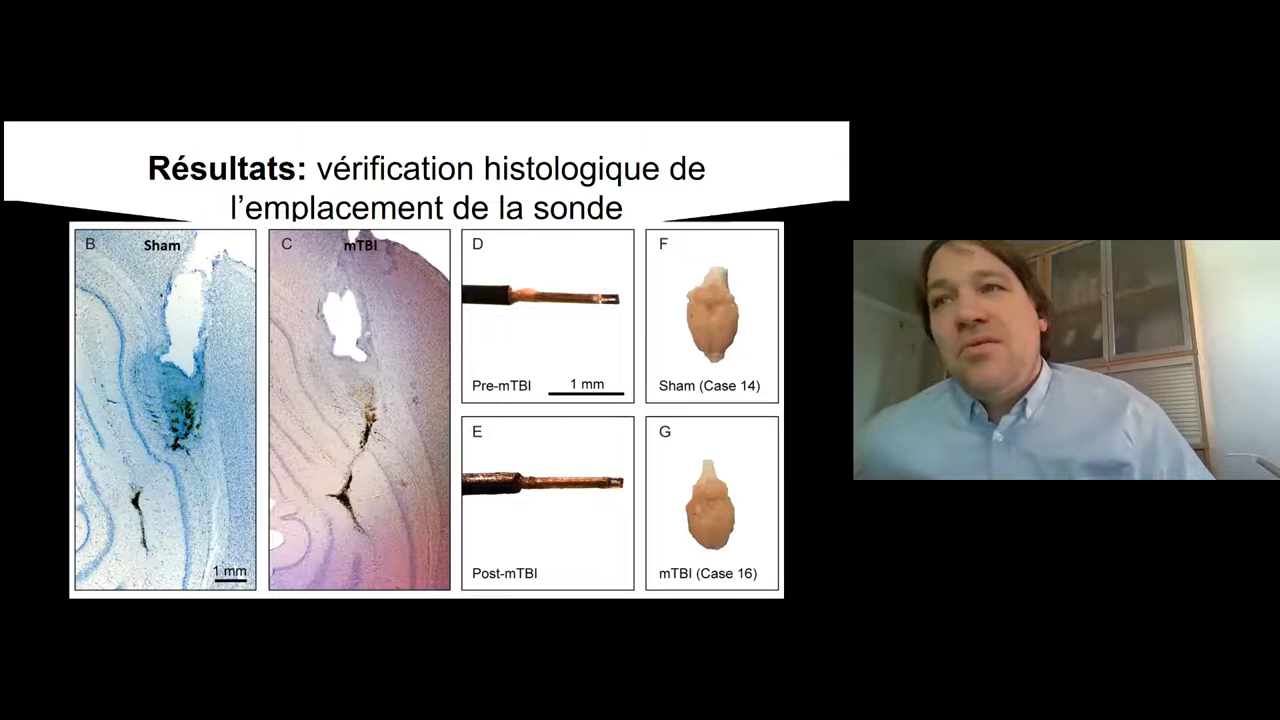 Résultats: vérification histologique de
l’emplacement de la sonde
B
Sham
C
mTBI
D
F
Pre-mTBI
1 mm
Sham (Case 14)
E
G
1 mm
Post-mTBI
mTBI (Case 16)